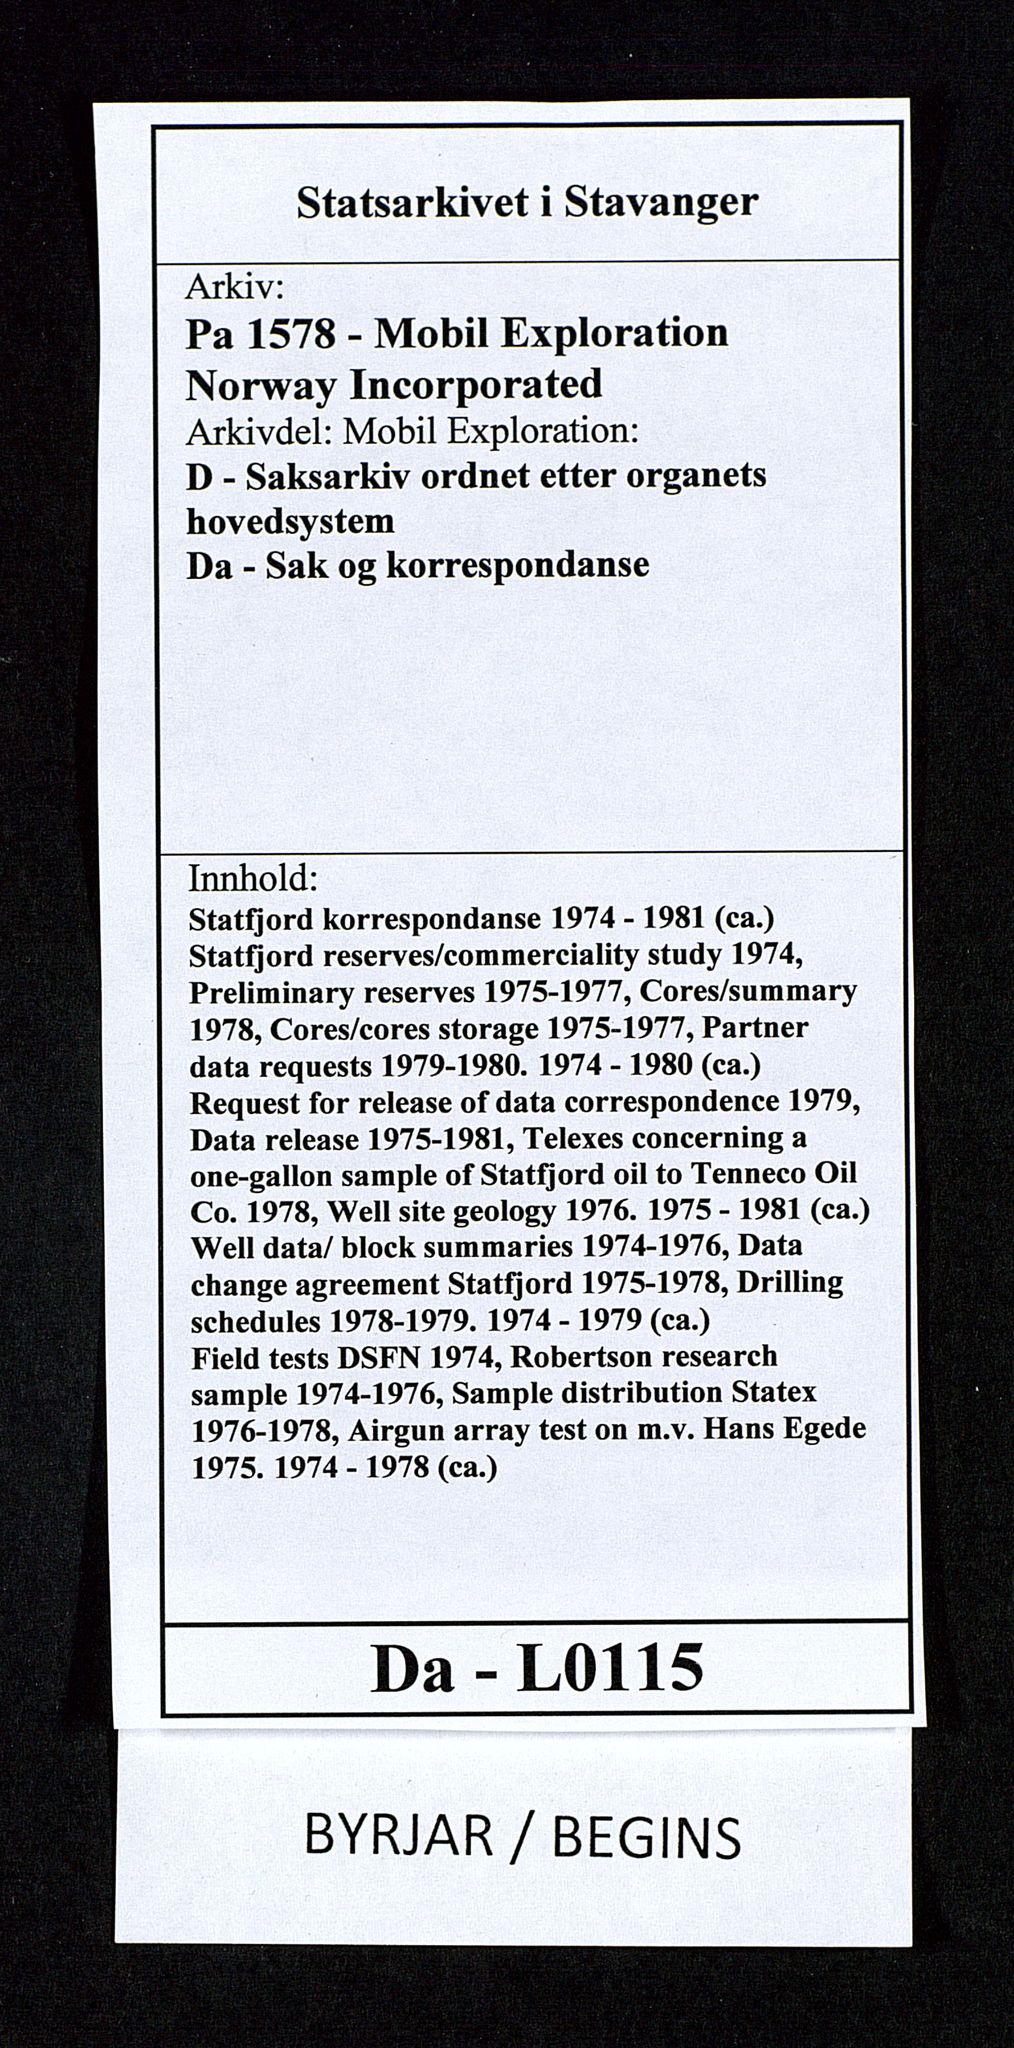 Statsarkivet i Stavanger
Arkiv:
Pa 1578 - Mobil Exploration
Norway Incorporated
Arkivdel: Mobil Exploration:
D - Saksarkiv ordnet etter organets
hovedsystem
Da - Sak og korrespondanse
Innhold:
Statfjord korrespondanse 1974 - 1981 (ca.)
Statfjord reserves/commerciality study 1974,
Preliminary reserves 1975-1977, Cores/summary
1978, Cores/cores storage 1975-1977, Partner
data requests 1979-1980. 1974 - 1980 (ca.)
Request for release of data correspondence 1979,
Data release 1975-1981, Telexes concerning a
one-gallon sample of Statfjord oil to Tenneco Oil
Co. 1978, Well site geology 1976. 1975 - 1981 (ca.)
Well data/ block summaries 1974-1976, Data
change agreement Statfjord 1975-1978, Drilling
schedules 1978-1979. 1974 - 1979 (ca.)
Field tests DSFN 1974, Robertson research
sample 1974-1976, Sample distribution Statex
1976-1978, Airgun array test on m.v. Hans Egede
1975. 1974 - 1978 (ca.)
Da - L0115
BYRJAR / BEGINS